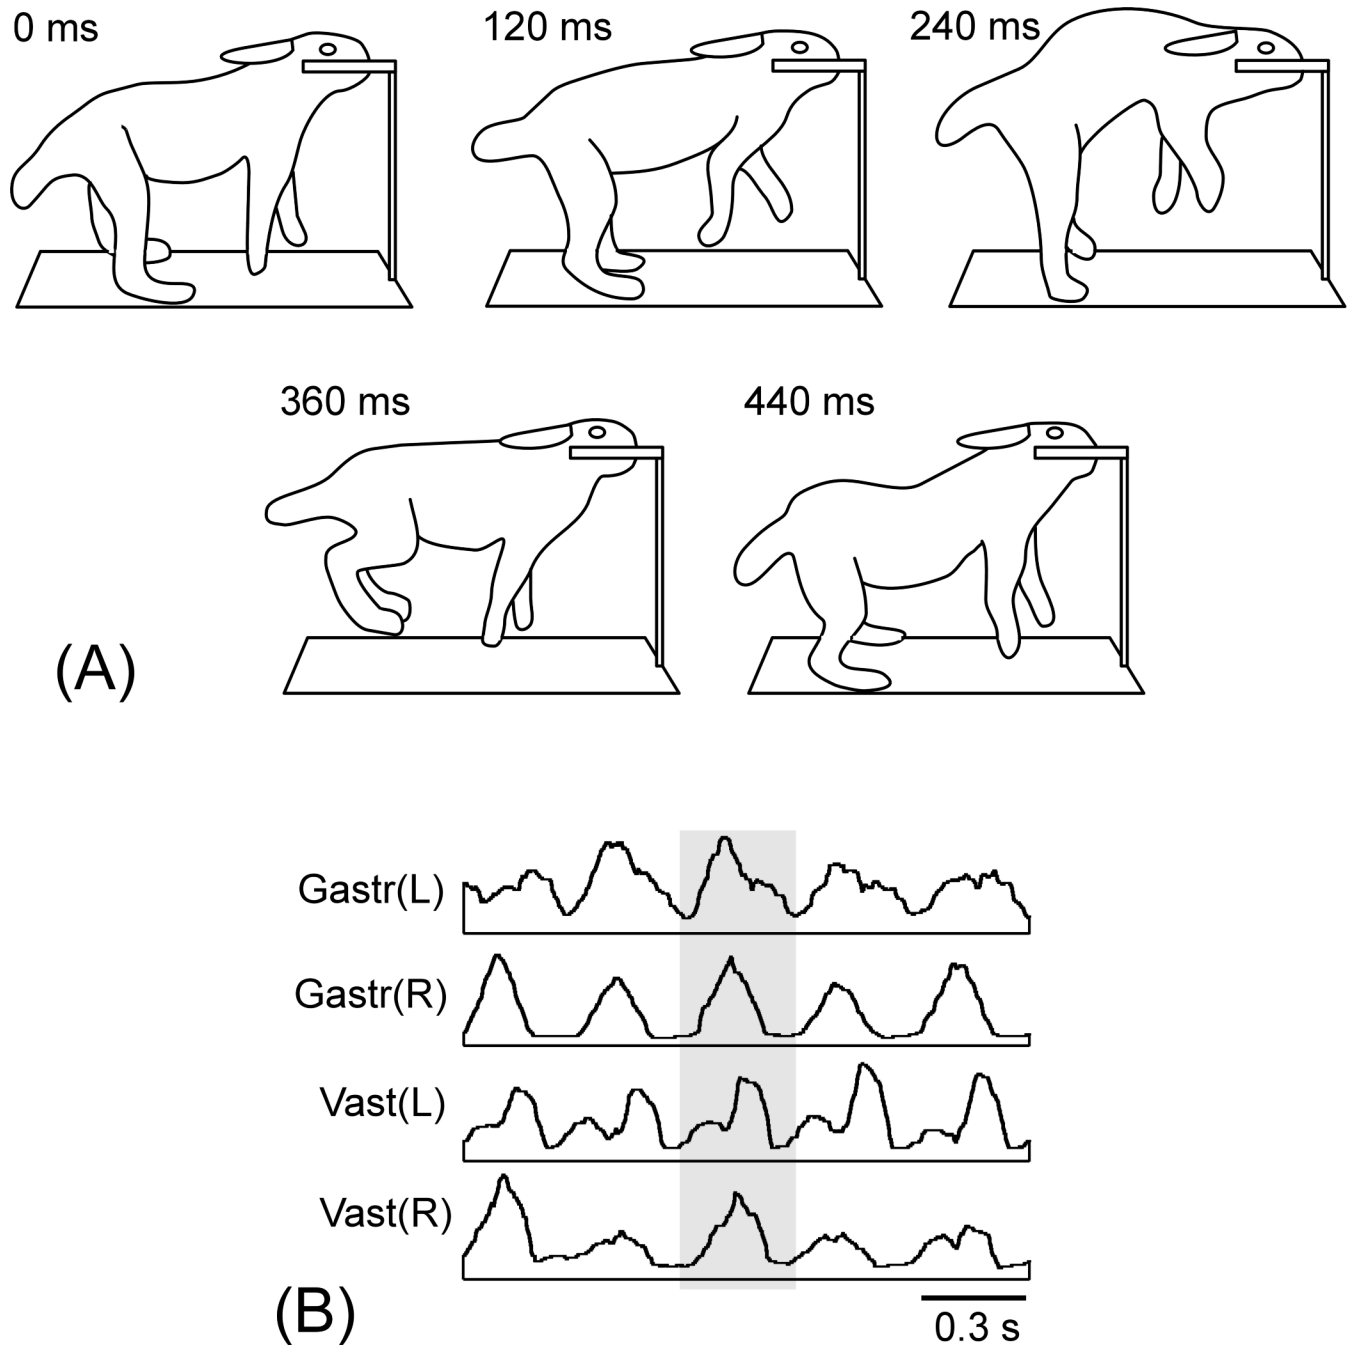 0 ms
120 ms
240 ms
360 ms
440 ms
(A)
Gastr(L)
Gastr(R)
Vast(L)
Vast(R)
(B)
0.3 s